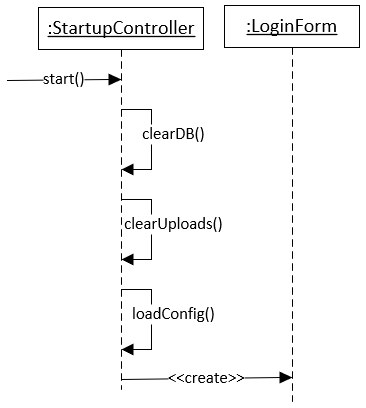 :StartupController
:LoginForm
start()
clearDB()
clearUploads()
loadConfig()
<<create>>